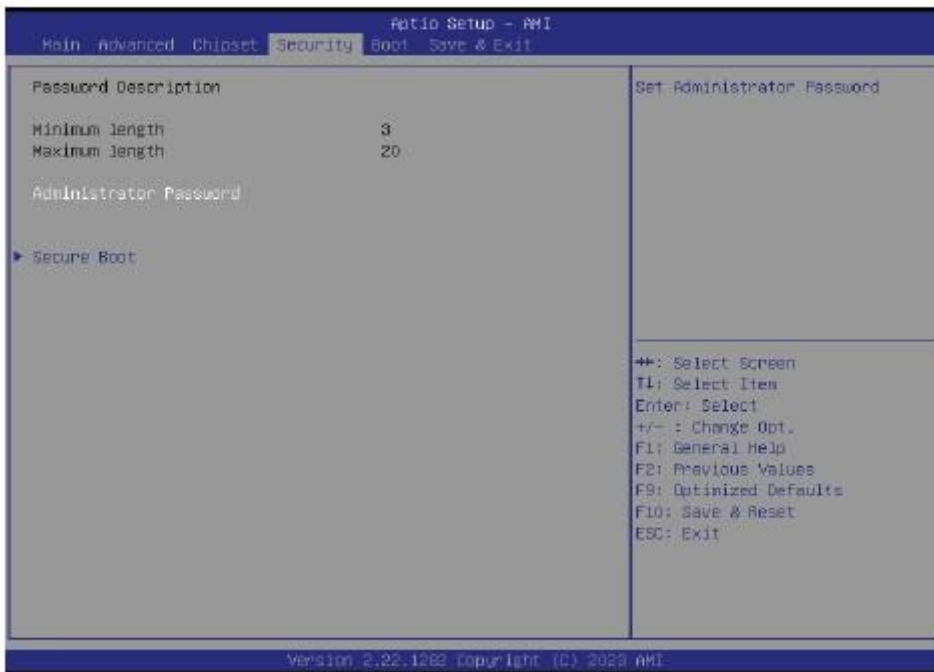 Aptio Setup - AMI
Main Advanced Chipset Security Boot Save & Exit
Password Description
Minimum length 3
Maximum length 20
Administrator Password
Secure Boot
Set Administrator Password
→←: Select Screen
↑↓: Select Item
Enter: Select
+/- : Change Opt.
F1: General Help
F2: Previous Values
F9: Optimized Defaults
F10: Save & Reset
ESC: Exit
Version 2.22.1282 Copyright (C) 2023 AMI